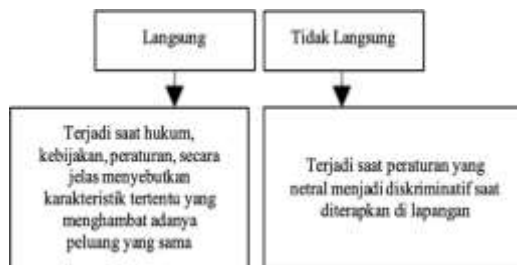 Langsung
Tidak Langsung
Terjadi saat hukum,
kebijakan, peraturan, secara
jelas menyebutkan
karakteristik tertentu yang
menghambat adanya
peluang yang sama
Terjadi saat peraturan yang
netral menjadi diskriminatif saat
diterapkan di lapangan